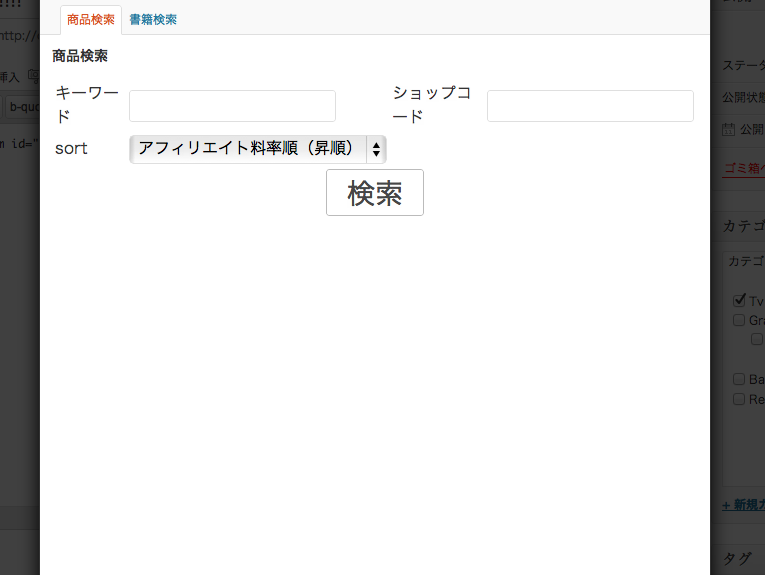 !!!!
商品検索 書籍検索
http://
商品検索
ステータ
挿入
キーワー
ド
ショップコ
ード
公開状態
b-quo
公開
m id="
sort アフィリエイト料率順（昇順）
ゴミ箱へ
検索
カテゴ
カテゴ
Tv
Gra
Ba
Re
+ 新規カ
タグ